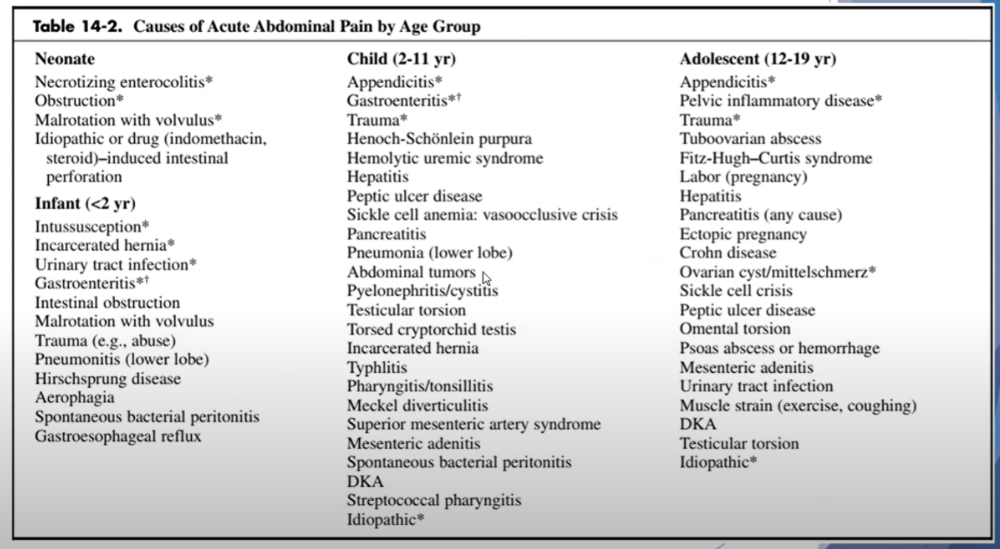 Table 14-2. Causes of Acute Abdominal Pain by Age Group
Neonate
Necrotizing enterocolitis*
Obstruction*
Malrotation with volvulus*
Idiopathic or drug (indomethacin,
steroid)–induced intestinal
perforation
Infant (<2 yr)
Intussusception*
Incarcerated hernia*
Urinary tract infection*
Gastroenteritis*†
Intestinal obstruction
Malrotation with volvulus
Trauma (e.g., abuse)
Pneumonitis (lower lobe)
Hirschsprung disease
Aerophagia
Spontaneous bacterial peritonitis
Gastroesophageal reflux
Child (2-11 yr)
Appendicitis*
Gastroenteritis*†
Trauma*
Henoch-Schönlein purpura
Hemolytic uremic syndrome
Hepatitis
Peptic ulcer disease
Sickle cell anemia: vasoocclusive crisis
Pancreatitis
Pneumonia (lower lobe)
Abdominal tumors
Pyelonephritis/cystitis
Testicular torsion
Torsed cryptorchid testis
Incarcerated hernia
Typhlitis
Pharyngitis/tonsillitis
Meckel diverticulitis
Superior mesenteric artery syndrome
Mesenteric adenitis
Spontaneous bacterial peritonitis
DKA
Streptococcal pharyngitis
Idiopathic*
Adolescent (12-19 yr)
Appendicitis*
Pelvic inflammatory disease*
Trauma*
Tuboovarian abscess
Fitz-Hugh–Curtis syndrome
Labor (pregnancy)
Hepatitis
Pancreatitis (any cause)
Ectopic pregnancy
Crohn disease
Ovarian cyst/mittelschmerz*
Sickle cell crisis
Peptic ulcer disease
Omental torsion
Psoas abscess or hemorrhage
Mesenteric adenitis
Urinary tract infection
Muscle strain (exercise, coughing)
DKA
Testicular torsion
Idiopathic*